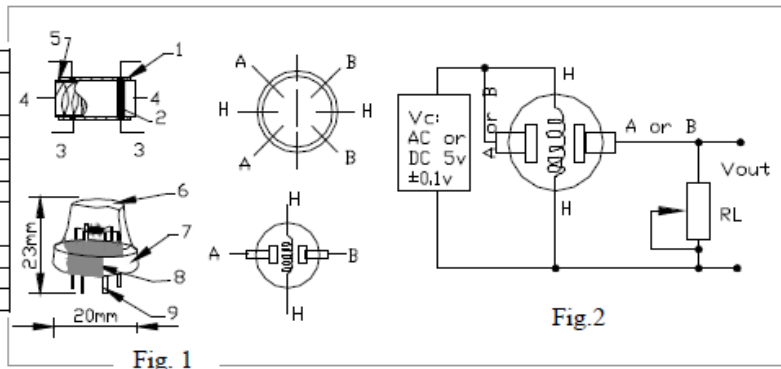 5
1
4
4
2
3
3
A
B
H
H
A
B
6
7
8
9
23mm
20mm
H
A
B
H
Fig. 1
Vc:
AC or
DC 5v
±0.1v
A or B
H
H
A or B
Vout
RL
Fig.2